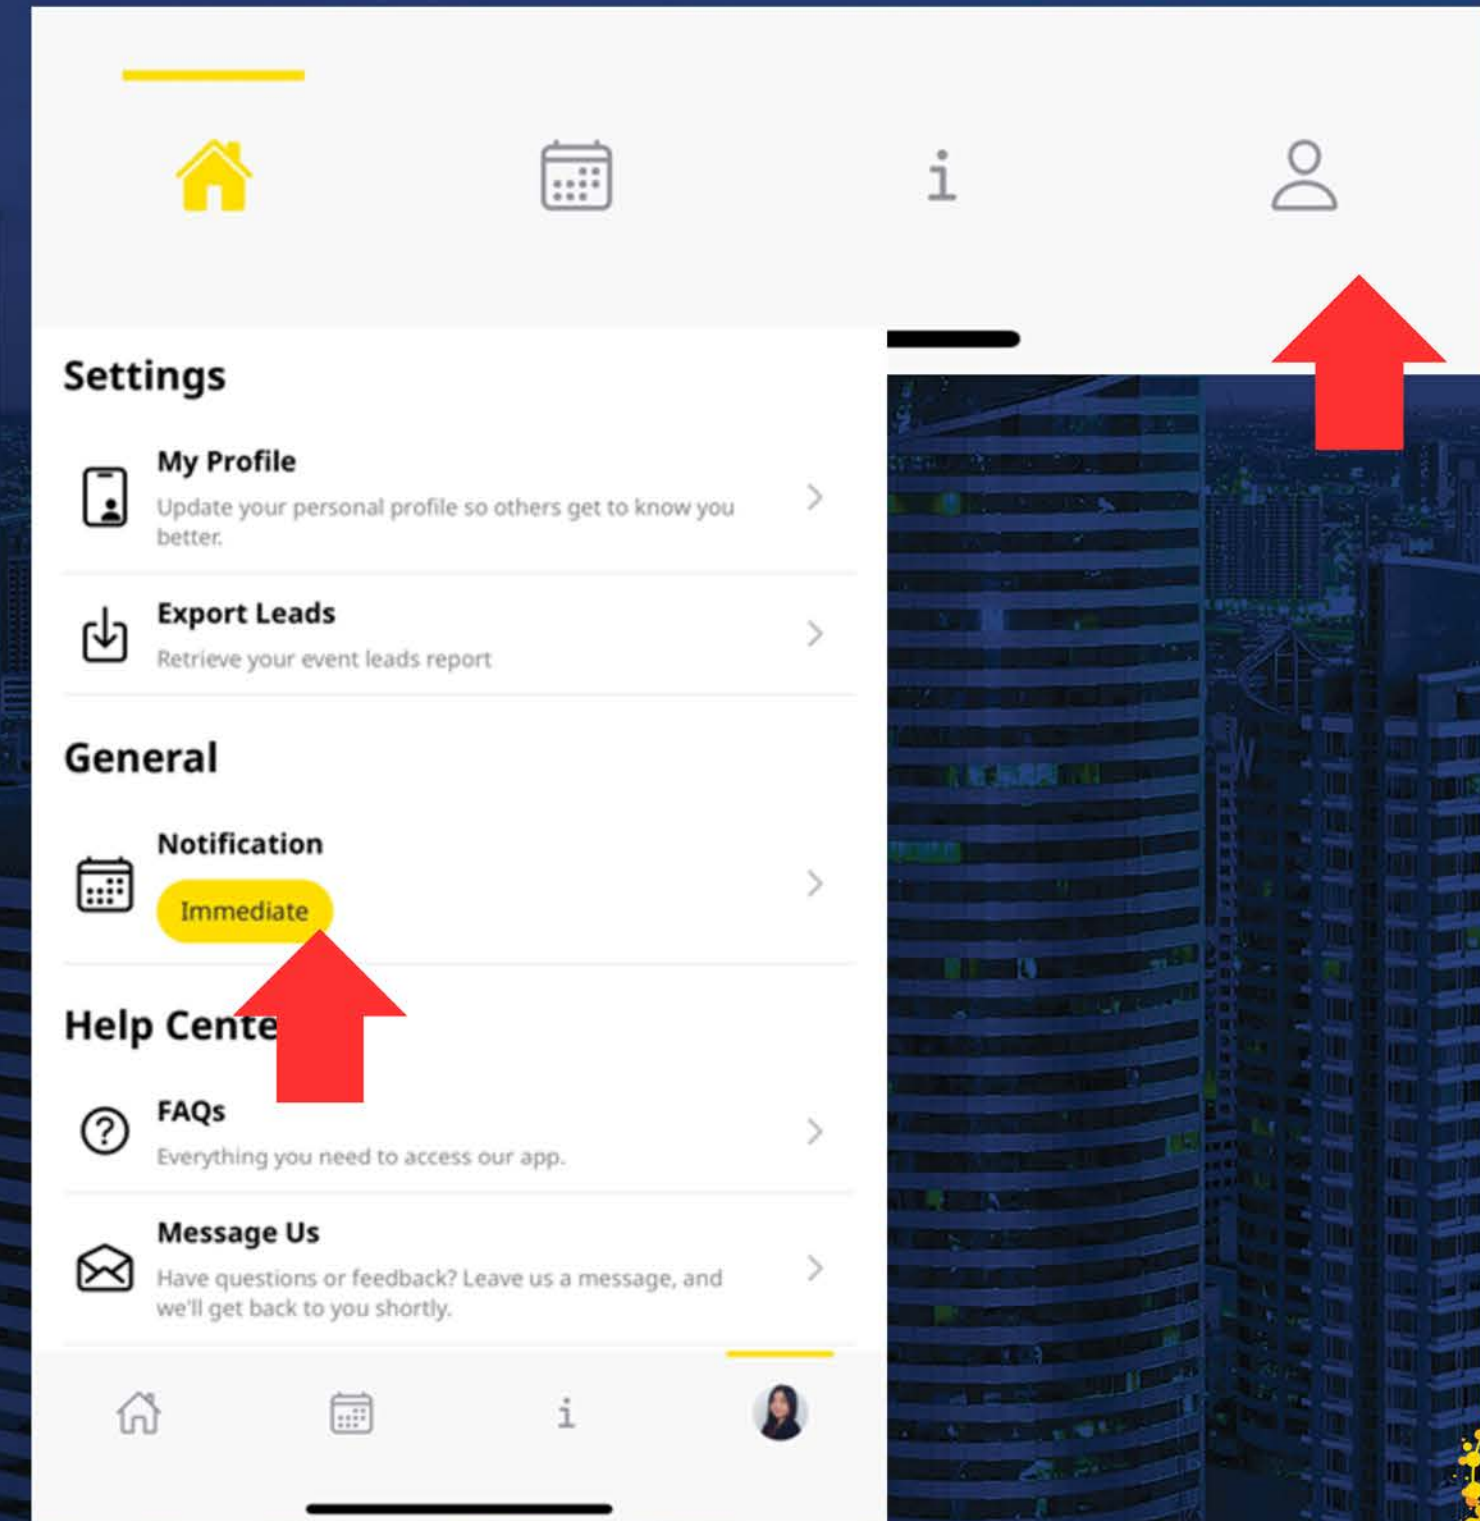 Settings
My Profile
Update your personal profile so others get to know you
better.
Export Leads
Retrieve your event leads report
General
Notification
Immediate
Help Cente
FAQs
Everything you need to access our app.
Message Us
Have questions or feedback? Leave us a message, and
we'll get back to you shortly.